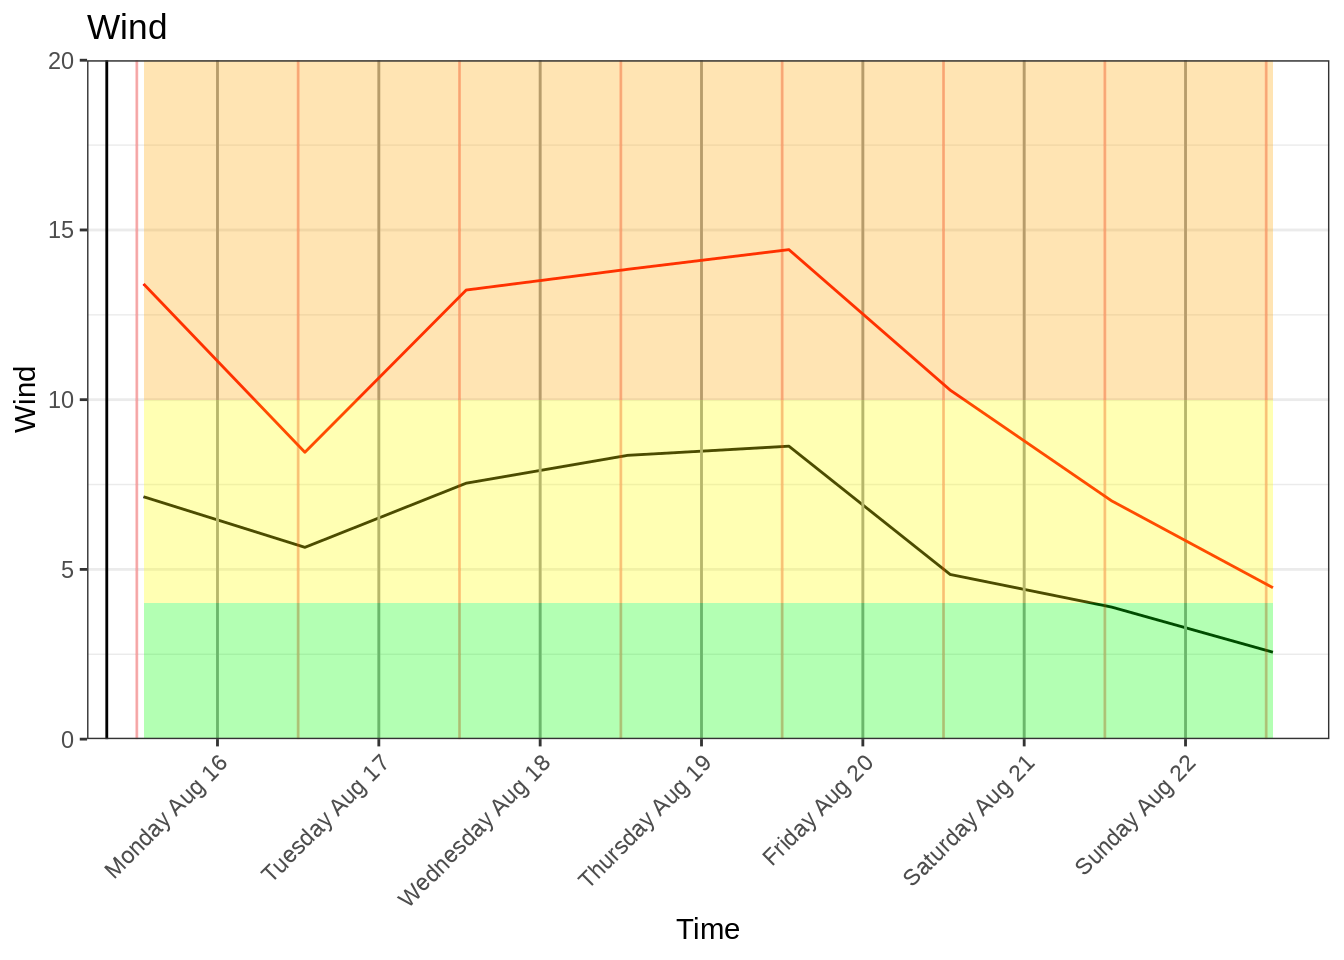 Wind
20
15
10
5
0
Wind
Monday Aug 16
Tuesday Aug 17
Wednesday Aug 18
Thursday Aug 19
Friday Aug 20
Saturday Aug 21
Sunday Aug 22
Time